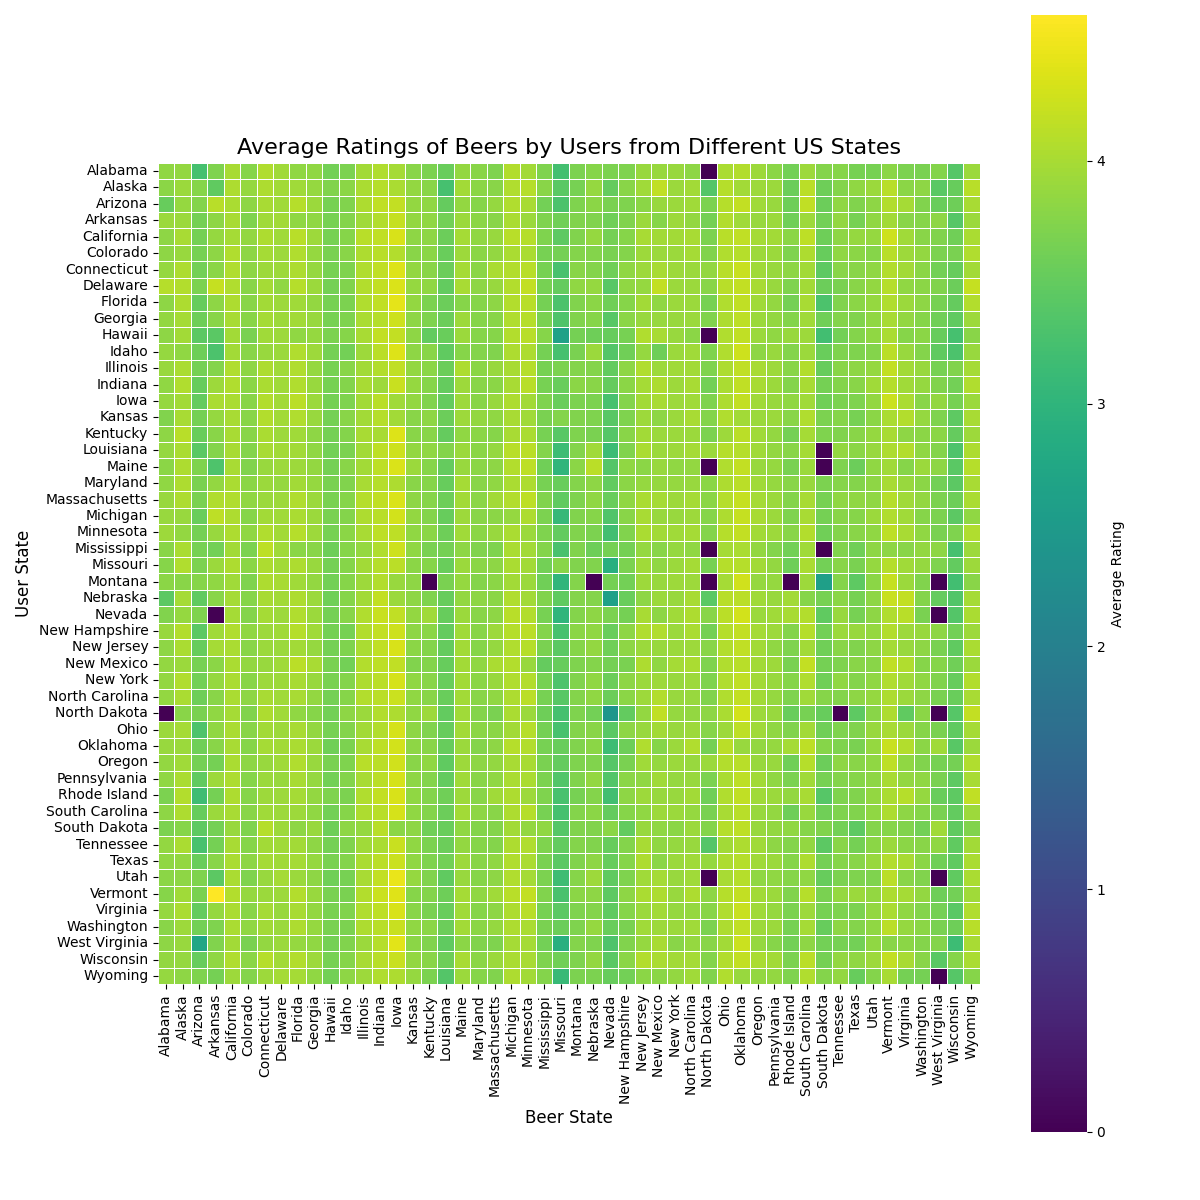 Average Ratings of Beers by Users from Different US States
Alabama
Alaska
Arizona
Arkansas
California
Colorado
Connecticut
Delaware
Florida
Georgia
Hawaii
Idaho
Illinois
Indiana
Iowa
Kansas
Kentucky
Louisiana
Maine
Maryland
Massachusetts
Michigan
Minnesota
Mississippi
Missouri
Montana
Nebraska
Nevada
New Hampshire
New Jersey
New Mexico
New York
North Carolina
North Dakota
Ohio
Oklahoma
Oregon
Pennsylvania
Rhode Island
South Carolina
South Dakota
Tennessee
Texas
Utah
Vermont
Virginia
Washington
West Virginia
Wisconsin
Wyoming
User State
Alabama
Alaska
Arizona
Arkansas
California
Colorado
Connecticut
Delaware
Florida
Georgia
Hawaii
Idaho
Illinois
Indiana
Iowa
Kansas
Kentucky
Louisiana
Maine
Maryland
Massachusetts
Michigan
Minnesota
Mississippi
Missouri
Montana
Nebraska
Nevada
New Hampshire
New Jersey
New Mexico
New York
North Carolina
North Dakota
Ohio
Oklahoma
Oregon
Pennsylvania
Rhode Island
South Carolina
South Dakota
Tennessee
Texas
Utah
Vermont
Virginia
Washington
West Virginia
Wisconsin
Wyoming
Beer State
4
3
2
1
0
Average Rating